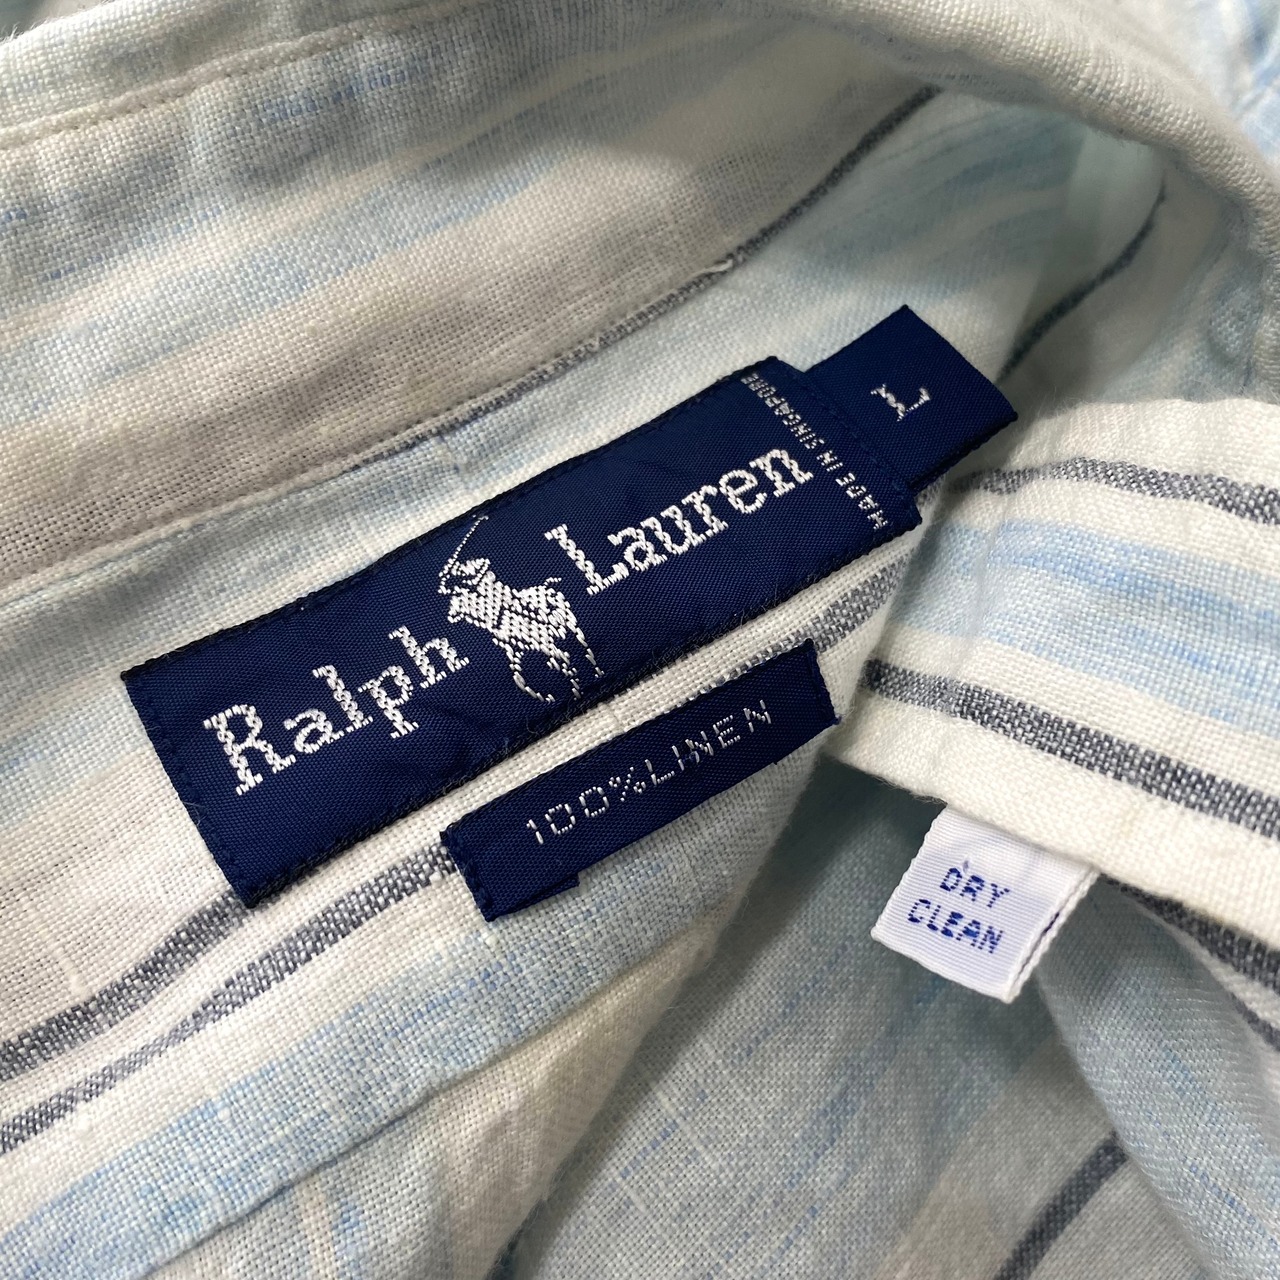 L
MADE IN SINGAPORE
Ralph Lauren
100%LINEN
DRY
CLEAN